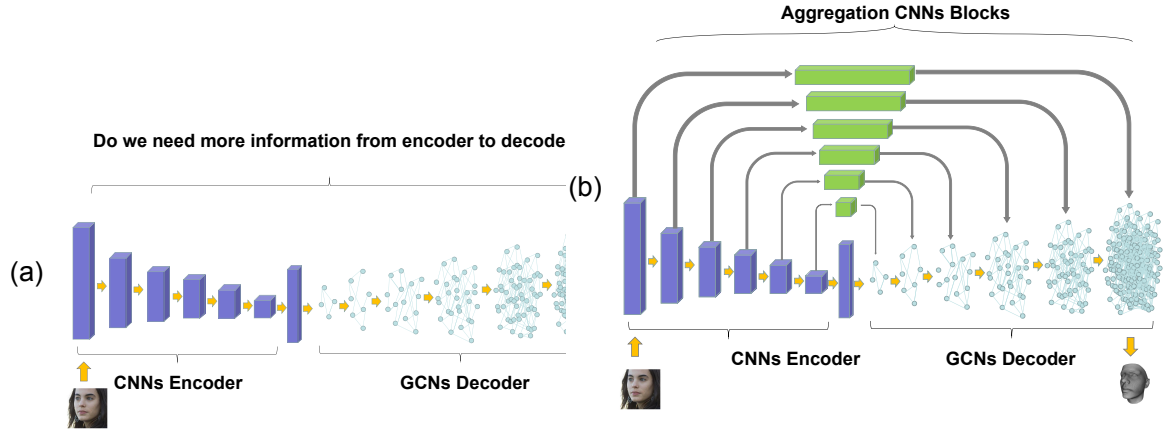 Aggregation CNNs Blocks
Do we need more information from encoder to decode
(a)
CNNs Encoder
GCNs Decoder
(b)
CNNs Encoder
GCNs Decoder